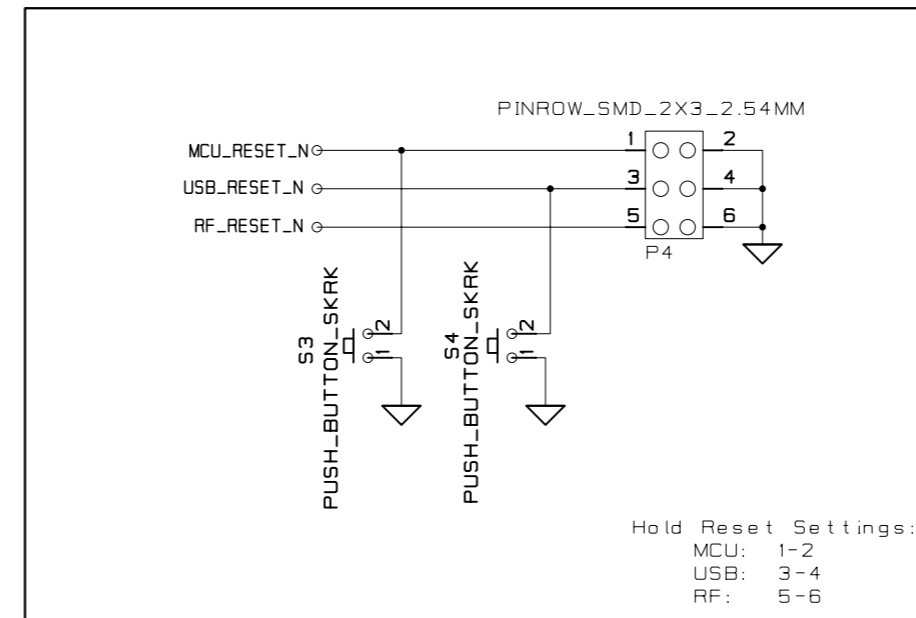 PINROW_SMD_2X3_2.54MM
MCU_RESET_N
1
2
USB_RESET_N
3
4
RF_RESET_N
5
6
P4
S3
PUSH_BUTTON_SKRK
2
1
S4
PUSH_BUTTON_SKRK
2
1
Hold Reset Settings:
MCU: 1-2
USB: 3-4
RF: 5-6